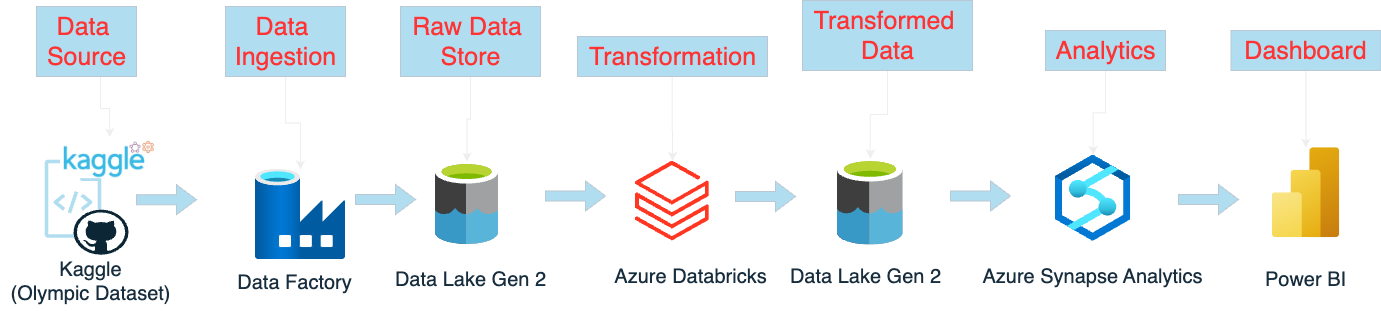 Data
Source
Data
Ingestion
Raw Data
Store
Transformation
Transformed
Data
Analytics
Dashboard
kaggle
</>
Kaggle
(Olympic Dataset)
Data Factory
Data Lake Gen 2
Azure Databricks
Data Lake Gen 2
Azure Synapse Analytics
Power BI